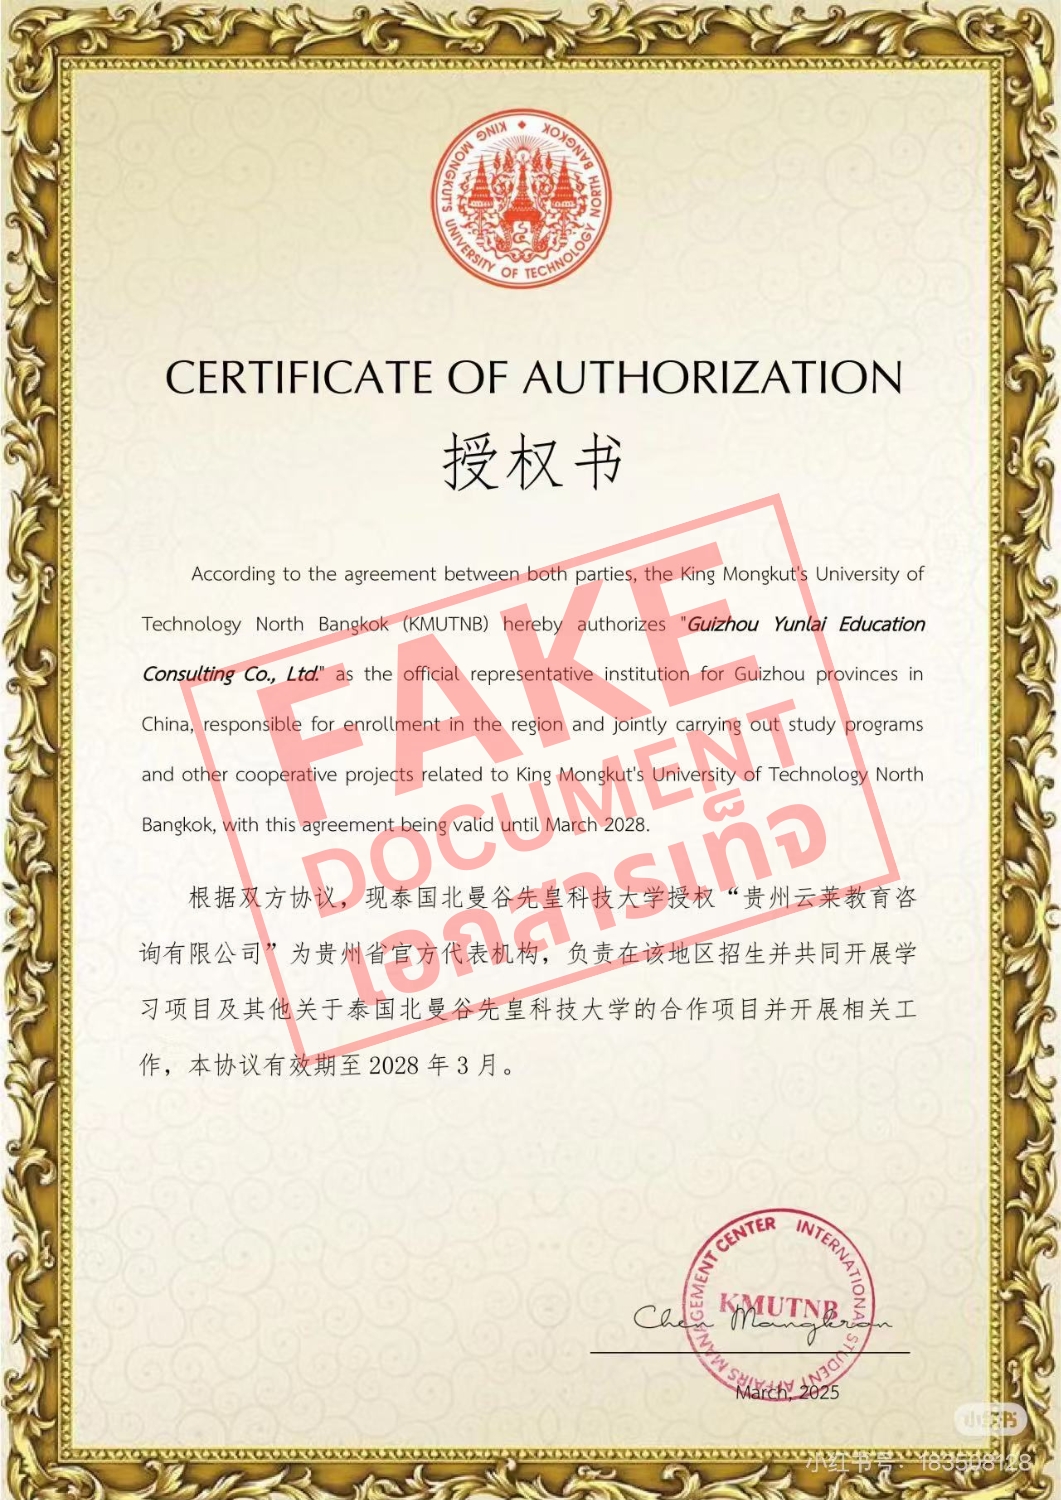 KING MONGKUT'S UNIVERSITY OF TECHNOLOGY NORTH BANGKOK
CERTIFICATE OF AUTHORIZATION
授权书
According to the agreement between both parties, the King Mongkut's University of
Technology North Bangkok (KMUTNB) hereby authorizes "Guizhou Yunlai Education
Consulting Co., Ltd." as the official representative institution for Guizhou provinces in
China, responsible for enrollment in the region and jointly carrying out study programs
and other cooperative projects related to King Mongkut's University of Technology North
Bangkok, with this agreement being valid until March 2028.
FAKE
DOCUMENT
เอกสารเท็จ
根据双方协议，现泰国北曼谷先皇科技大学授权“贵州云莱教育咨
询有限公司”为贵州省官方代表机构，负责在该地区招生并共同开展学
习项目及其他关于泰国北曼谷先皇科技大学的合作项目并开展相关工
作，本协议有效期至 2028 年 3 月。
INTERNATIONAL STUDENT AFFAIRS MANAGEMENT CENTER
KMUTNB
Chen Mangkran
March, 2025
小红书
小红书号：183508128